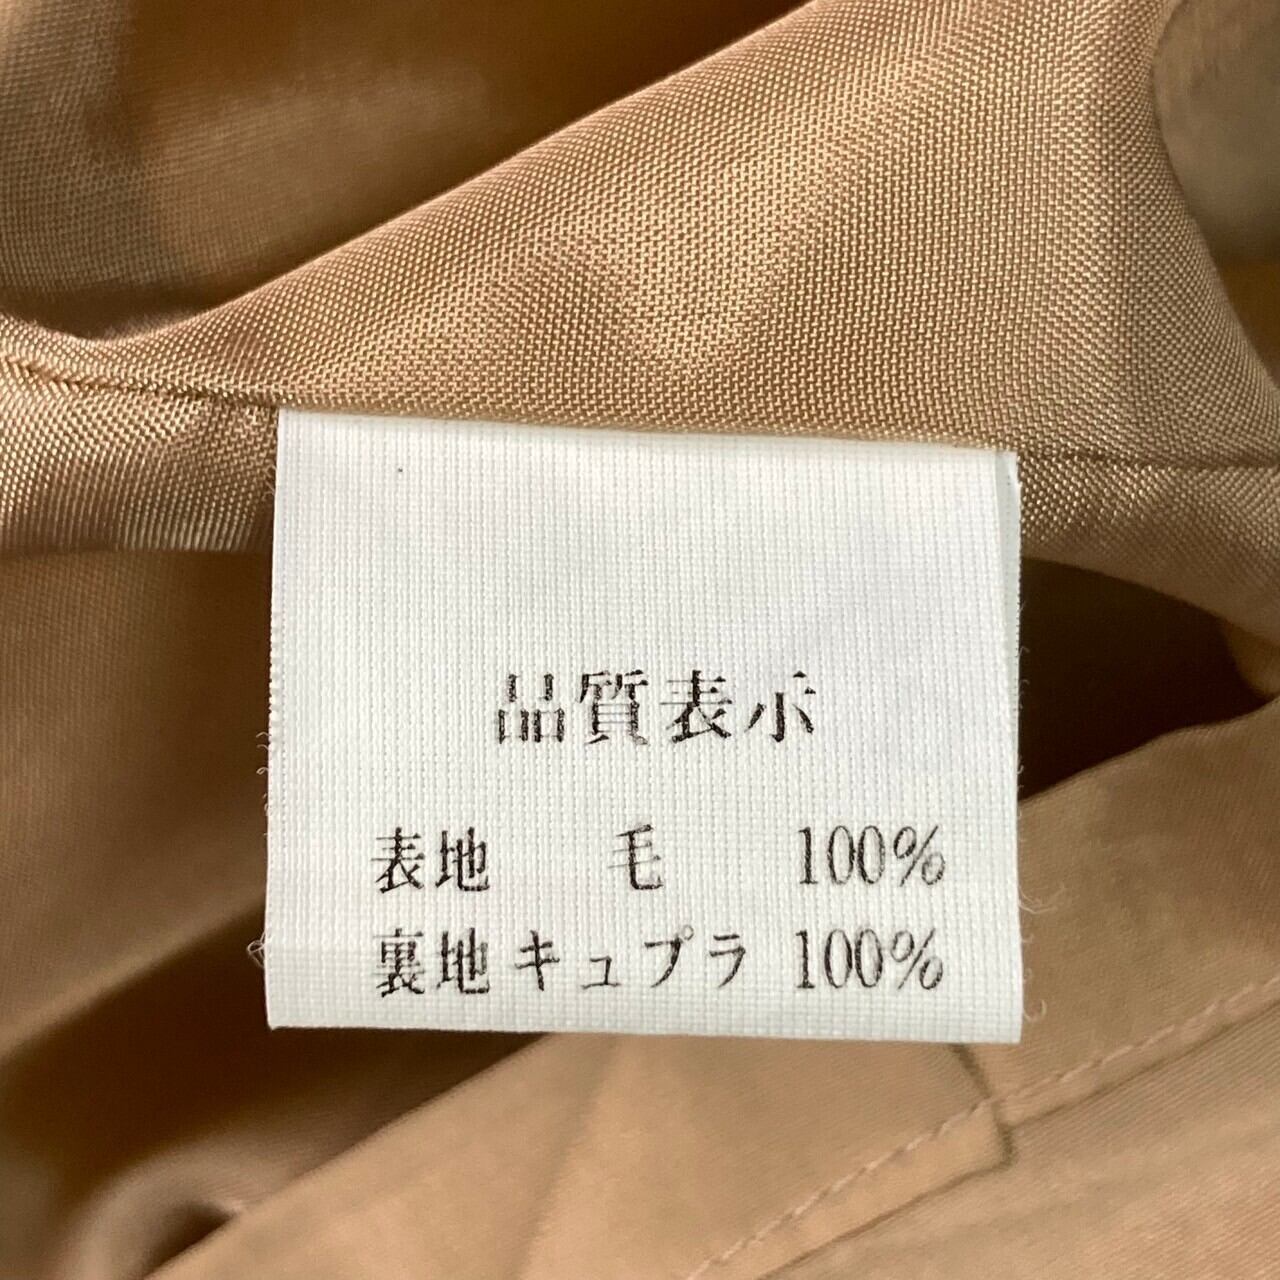 品質表示
表地 毛 100%
裏地 キュプラ 100%